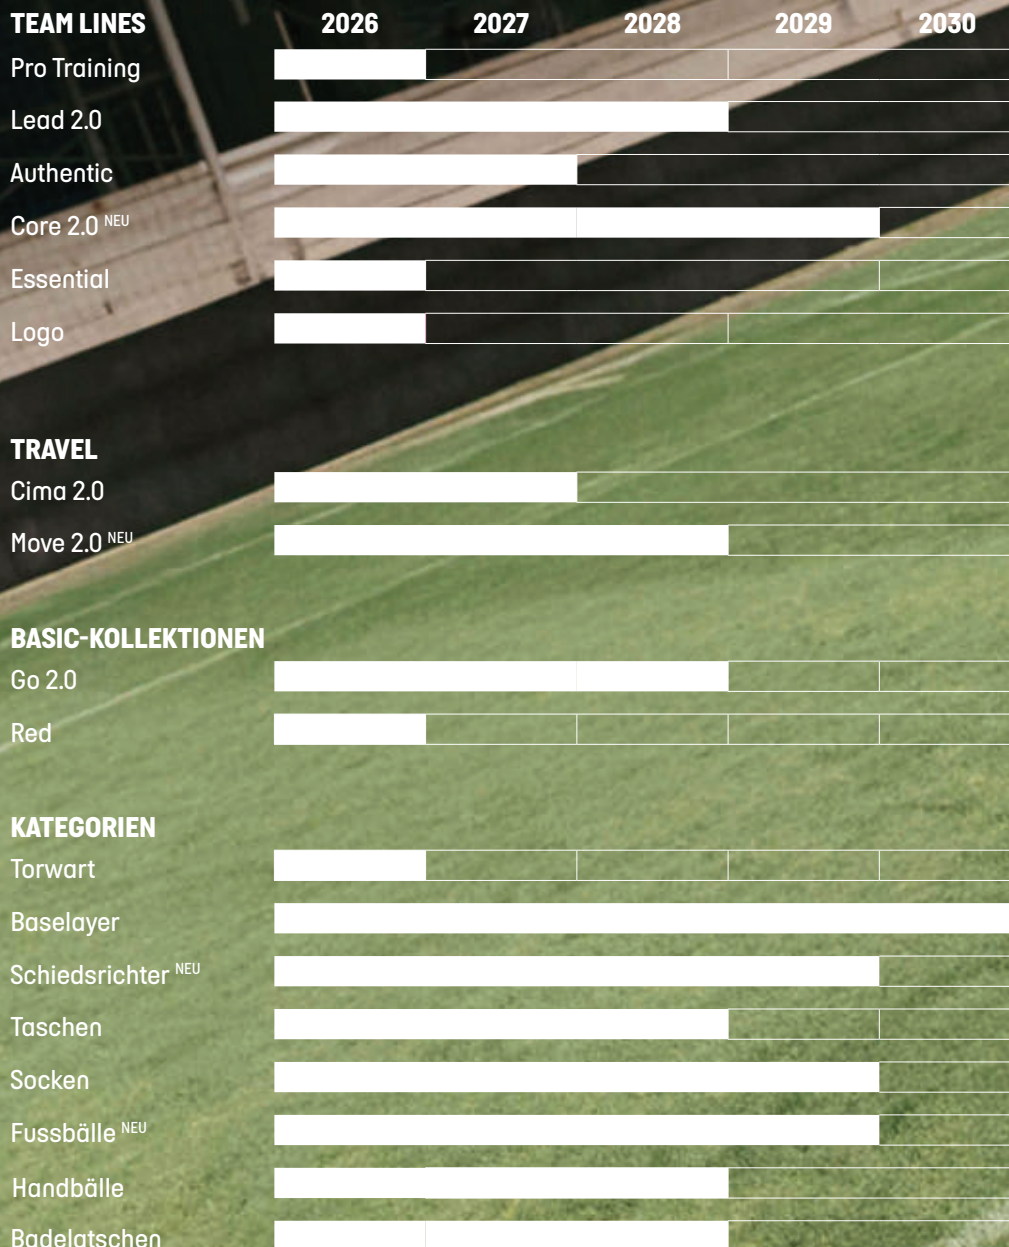 TEAM LINES 2026 2027 2028 2029 2030
Pro Training
Lead 2.0
Authentic
Core 2.0 NEU
Essential
Logo
TRAVEL
Cima 2.0
Move 2.0 NEU
BASIC-KOLLEKTIONEN
Go 2.0
Red
KATEGORIEN
Torwart
Baselayer
Schiedsrichter NEU
Taschen
Socken
Fussbälle NEU
Handbälle
Badelatschen